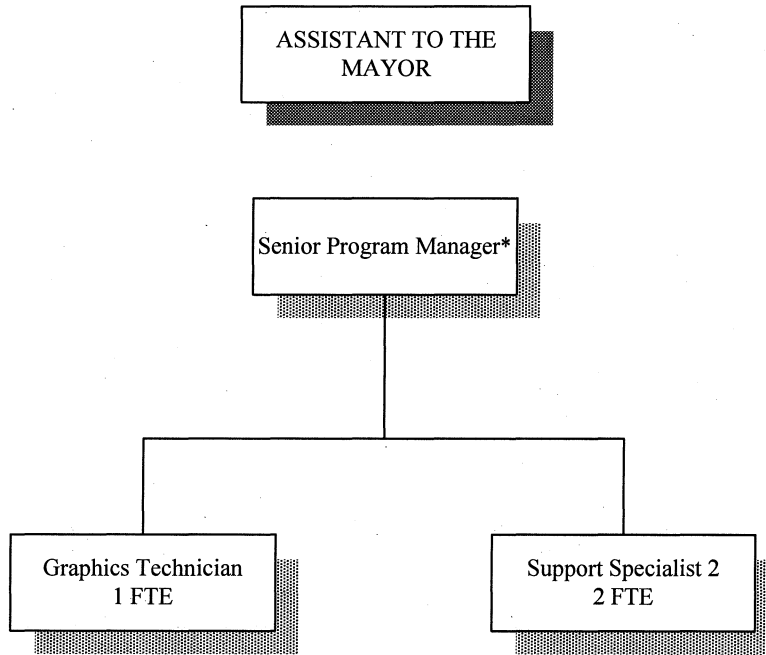 ASSISTANT TO THE
MAYOR
Senior Program Manager*
Graphics Technician
1 FTE
Support Specialist 2
2 FTE